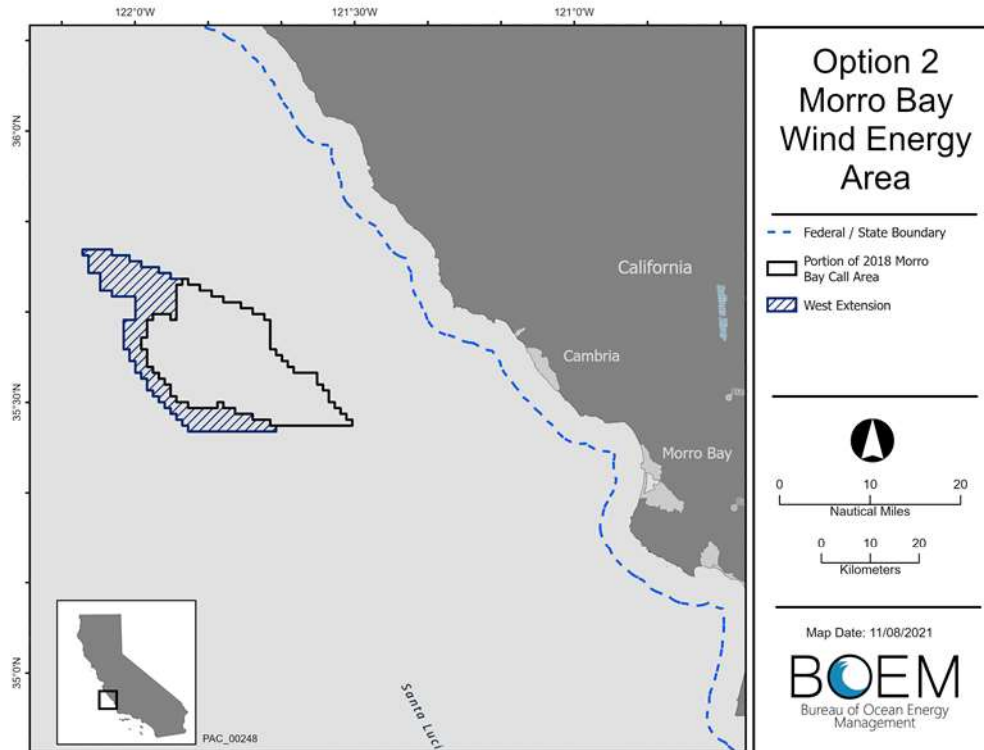 122°0'W
121°30'W
121°0'W
36°0'N
35°30'N
35°0'N
California
Cambria
Morro Bay
Santa Luci
PAC_00248
Option 2
Morro Bay
Wind Energy
Area
Federal / State Boundary
Portion of 2018 Morro
Bay Call Area
West Extension
0 10 20
Nautical Miles
0 10 20
Kilometers
Map Date: 11/08/2021
BOEM
Bureau of Ocean Energy
Management